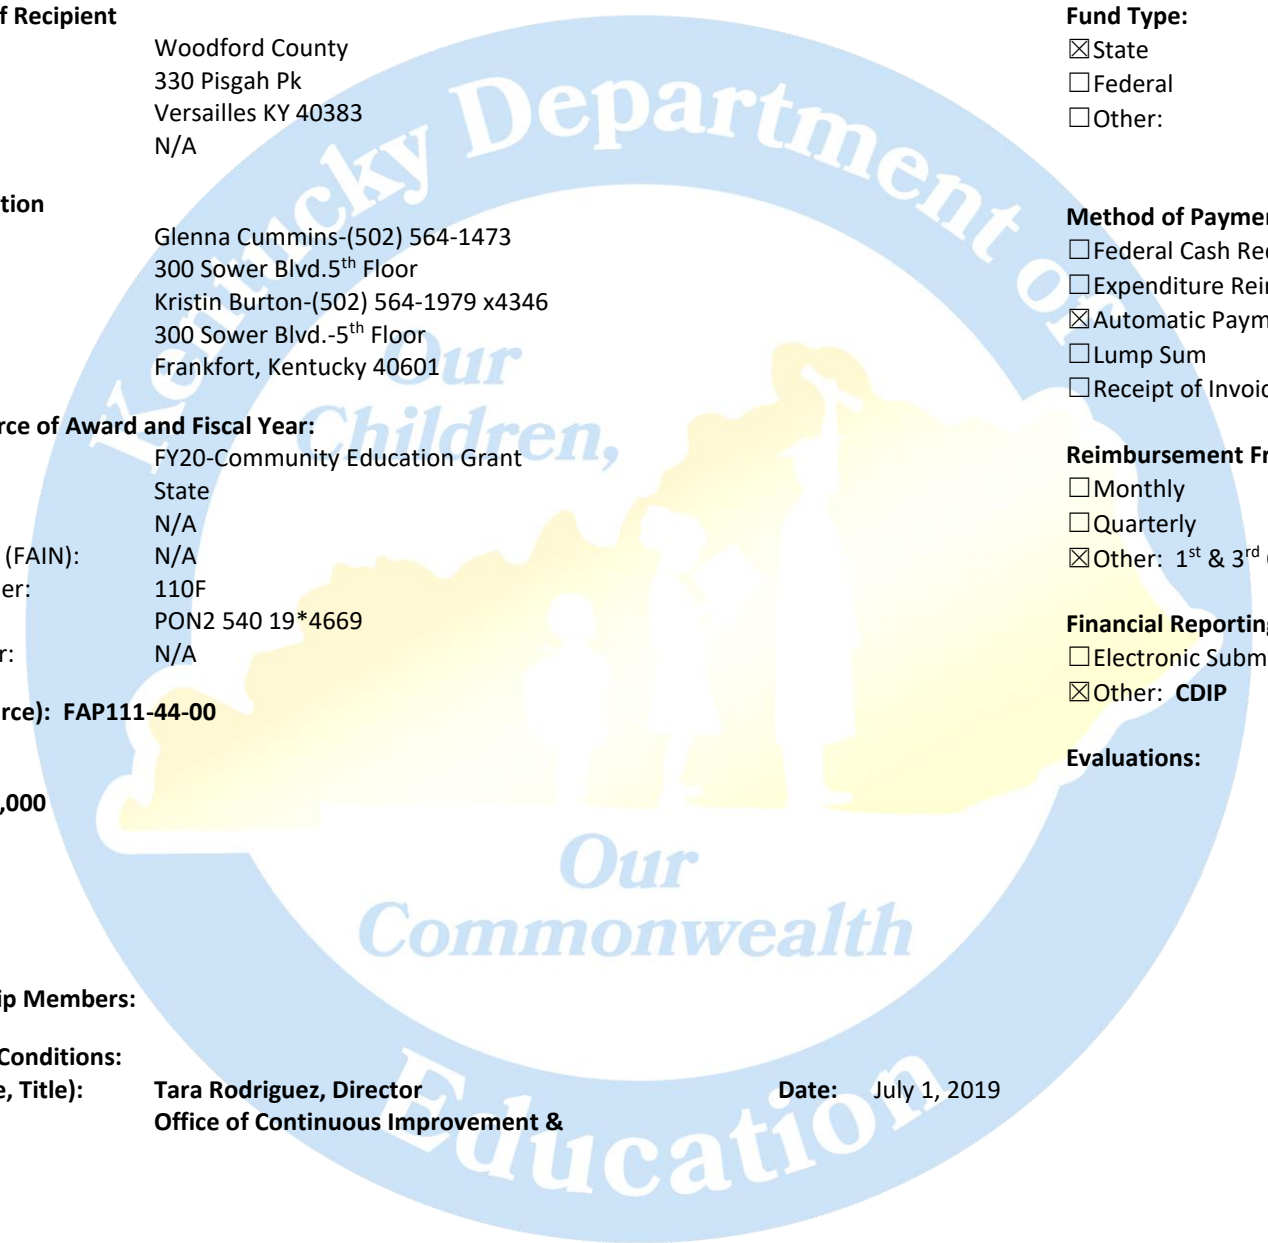 f Recipient
Woodford County
330 Pisgah Pk
Versailles KY 40383
N/A
tion
Glenna Cummins-(502) 564-1473
300 Sower Blvd.5th Floor
Kristin Burton-(502) 564-1979 x4346
300 Sower Blvd.-5th Floor
Frankfort, Kentucky 40601
rce of Award and Fiscal Year:
FY20-Community Education Grant
State
N/A
(FAIN): N/A
er: 110F
PON2 540 19*4669
r: N/A
rce): FAP111-44-00
,000
ip Members:
Conditions:
e, Title): Tara Rodriguez, Director Date: July 1, 2019
Office of Continuous Improvement &
Fund Type:
☒State
☐Federal
☐Other:
Method of Payme
☐Federal Cash Re
☐Expenditure Rei
☒Automatic Paym
☐Lump Sum
☐Receipt of Invoi
Reimbursement Fr
☐Monthly
☐Quarterly
☒Other: 1st & 3rd
Financial Reporting
☐Electronic Subm
☒Other: CDIP
Evaluations:
Kentucky Department of
Education
Our
Children,
Our
Commonwealth